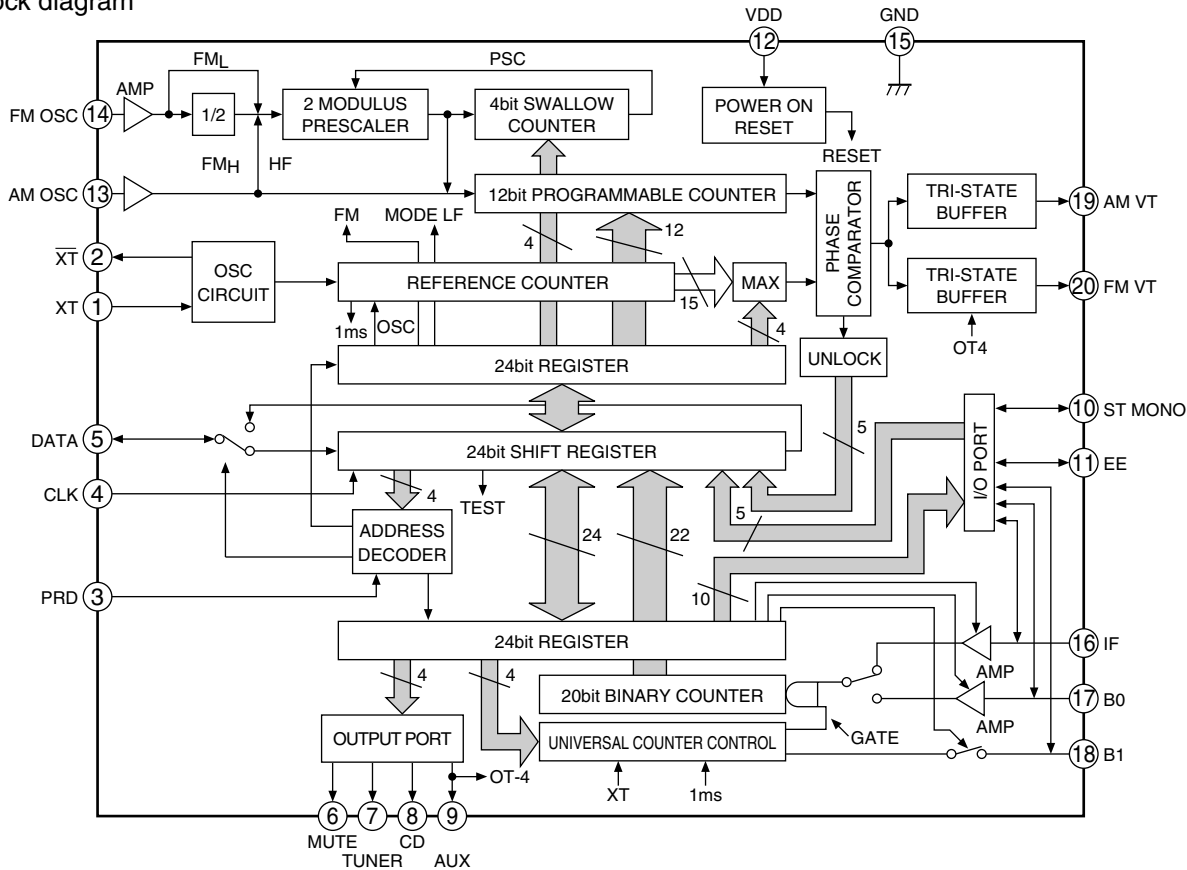 ock diagram
VDD
GND
12
15
FML
PSC
AMP
FM OSC 14
1/2
2 MODULUS
PRESCALER
4bit SWALLOW
COUNTER
POWER ON
RESET
RESET
FMH
HF
AM OSC 13
12bit PROGRAMMABLE COUNTER
PHASE
COMPARATOR
TRI-STATE
BUFFER
19 AM VT
FM
MODE LF
4
12
XT 2
OSC
CIRCUIT
REFERENCE COUNTER
15
MAX
TRI-STATE
BUFFER
20 FM VT
XT 1
1ms
OSC
4
OT4
24bit REGISTER
UNLOCK
10 ST MONO
DATA 5
24bit SHIFT REGISTER
5
I/O PORT
11 EE
CLK 4
4
TEST
ADDRESS
DECODER
24
22
5
PRD 3
10
24bit REGISTER
16 IF
AMP
4
4
20bit BINARY COUNTER
17 B0
AMP
OUTPUT PORT
UNIVERSAL COUNTER CONTROL
GATE
18 B1
OT-4
XT
1ms
6
7
8
9
MUTE
CD
TUNER
AUX